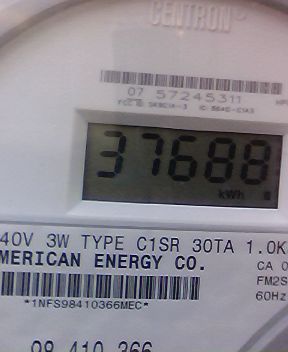 CENTRON
07 57245311
37688
kWh
40V 3W TYPE C1SR 30TA 1.0K
MERICAN ENERGY CO.
CA 0
FM2S
*1NFS98410366MEC*
60Hz
98 410 366